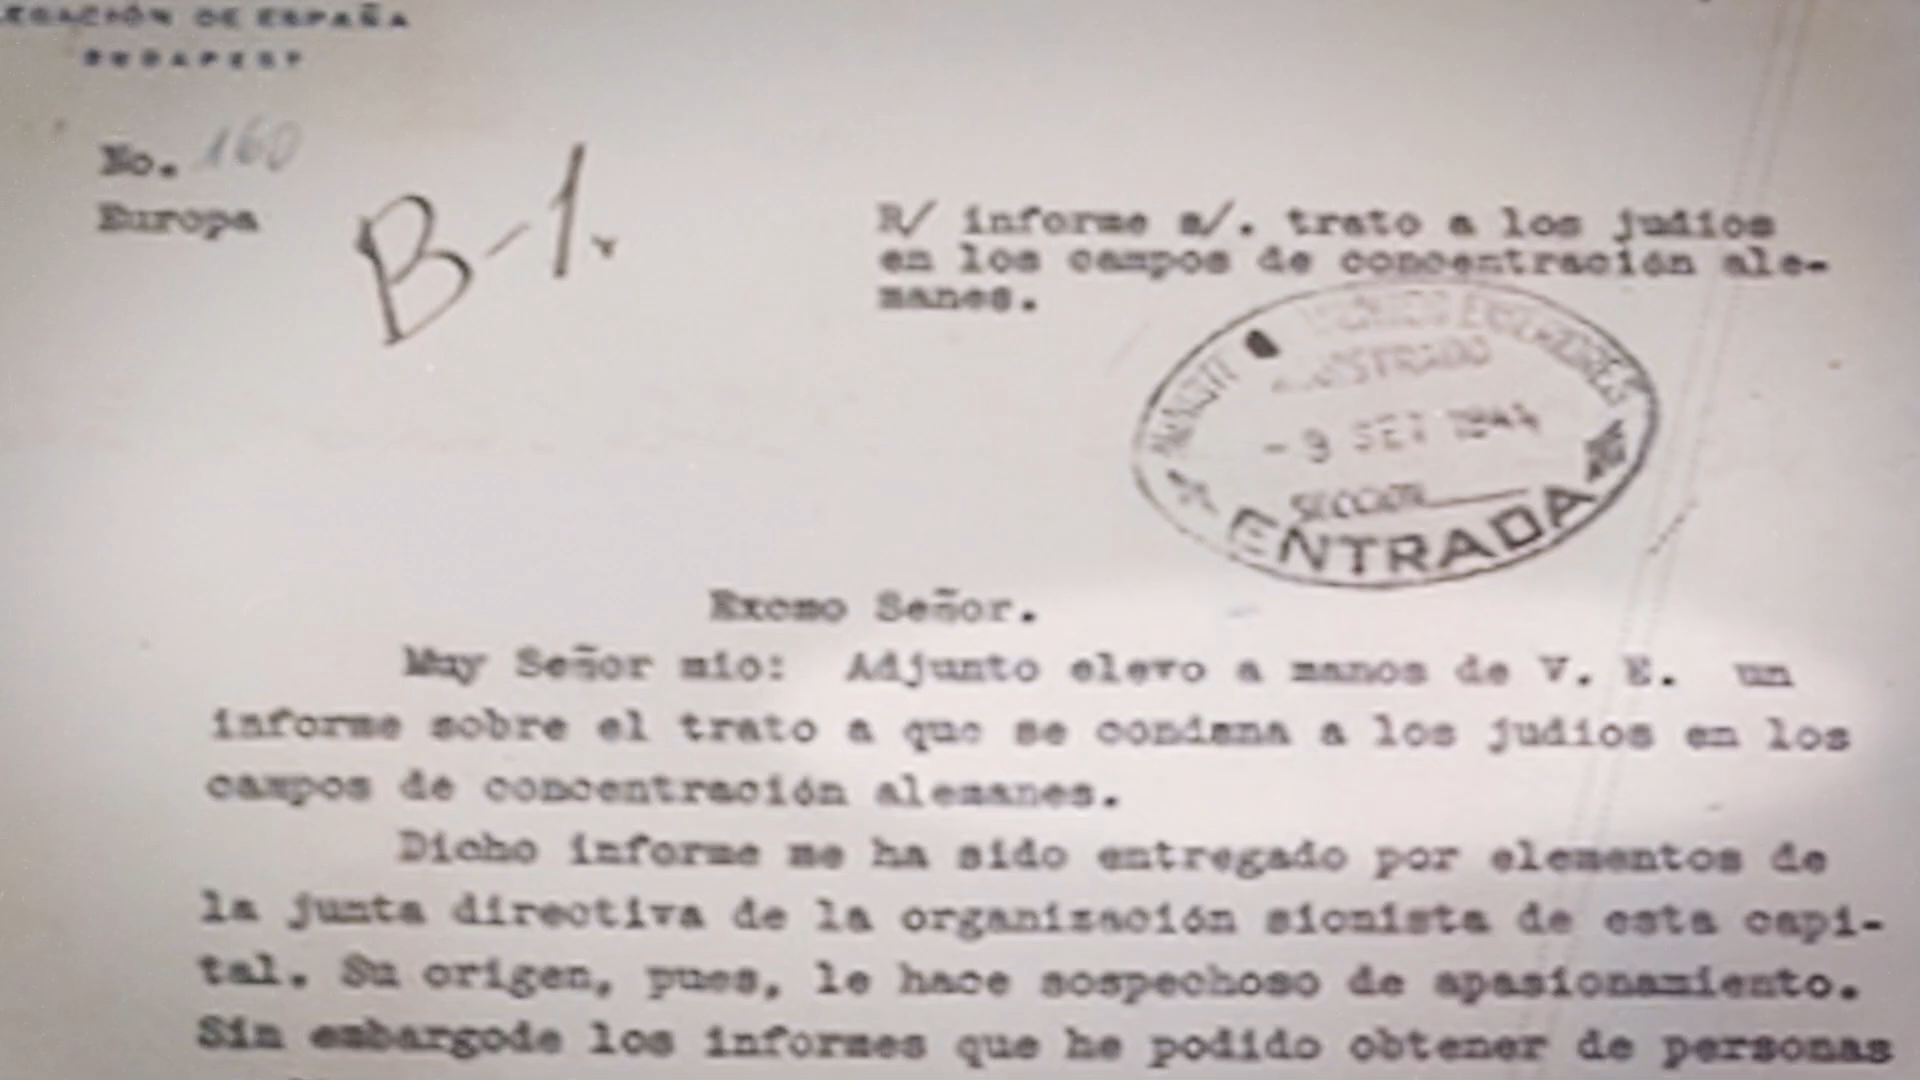 LEGACIÓN DE ESPAÑA
BUDAPEST
No. 160
Europa
B-1.
R/ informe s/. trato a los judios
en los campos de concentración ale-
manes.
EXTERIORES
- 9 SET 1944
SECCION
ENTRADA
Excmo Señor.
Muy Señor mio: Adjunto elevo a manos de V. E. un
informe sobre el trato a que se condena a los judios en los
campos de concentración alemanes.
Dicho informe me ha sido entregado por elementos de
la junta directiva de la organización sionista de esta capi-
tal. Su origen, pues, le hace sospechoso de apasionamiento.
Sin embargode los informes que he podido obtener de personas